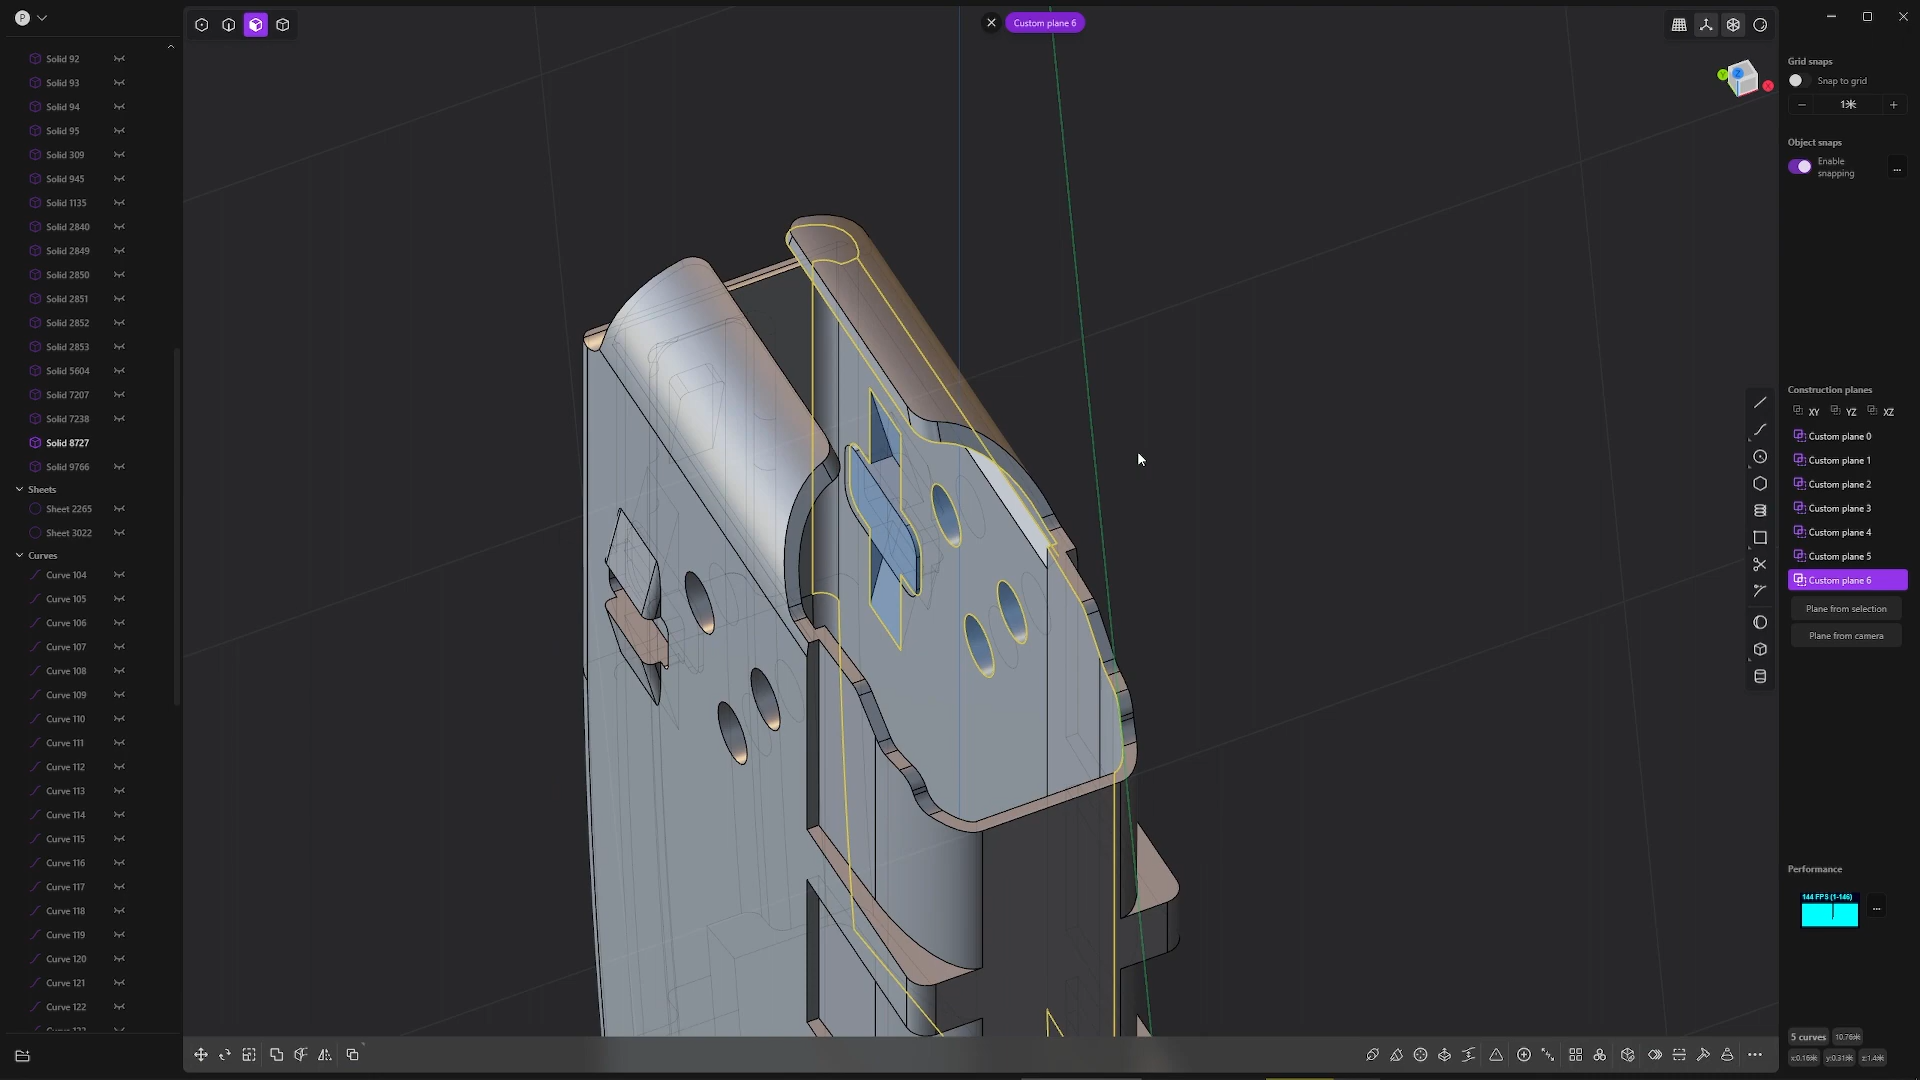 P
Custom plane 6
Solid 92
Solid 93
Solid 94
Solid 95
Solid 309
Solid 945
Solid 1135
Solid 2840
Solid 2849
Solid 2850
Solid 2851
Solid 2852
Solid 2853
Solid 5604
Solid 7207
Solid 7238
Solid 8727
Solid 9766
Sheets
Sheet 2265
Sheet 3022
Curves
Curve 104
Curve 105
Curve 106
Curve 107
Curve 108
Curve 109
Curve 110
Curve 111
Curve 112
Curve 113
Curve 114
Curve 115
Curve 116
Curve 117
Curve 118
Curve 119
Curve 120
Curve 121
Curve 122
Z
Y
X
Grid snaps
Snap to grid
Object snaps
Enable
snapping
...
Construction planes
XY YZ XZ
Custom plane 0
Custom plane 1
Custom plane 2
Custom plane 3
Custom plane 4
Custom plane 5
Custom plane 6
Plane from selection
Plane from camera
Performance
144 FPS (1-146)
...
5 curves